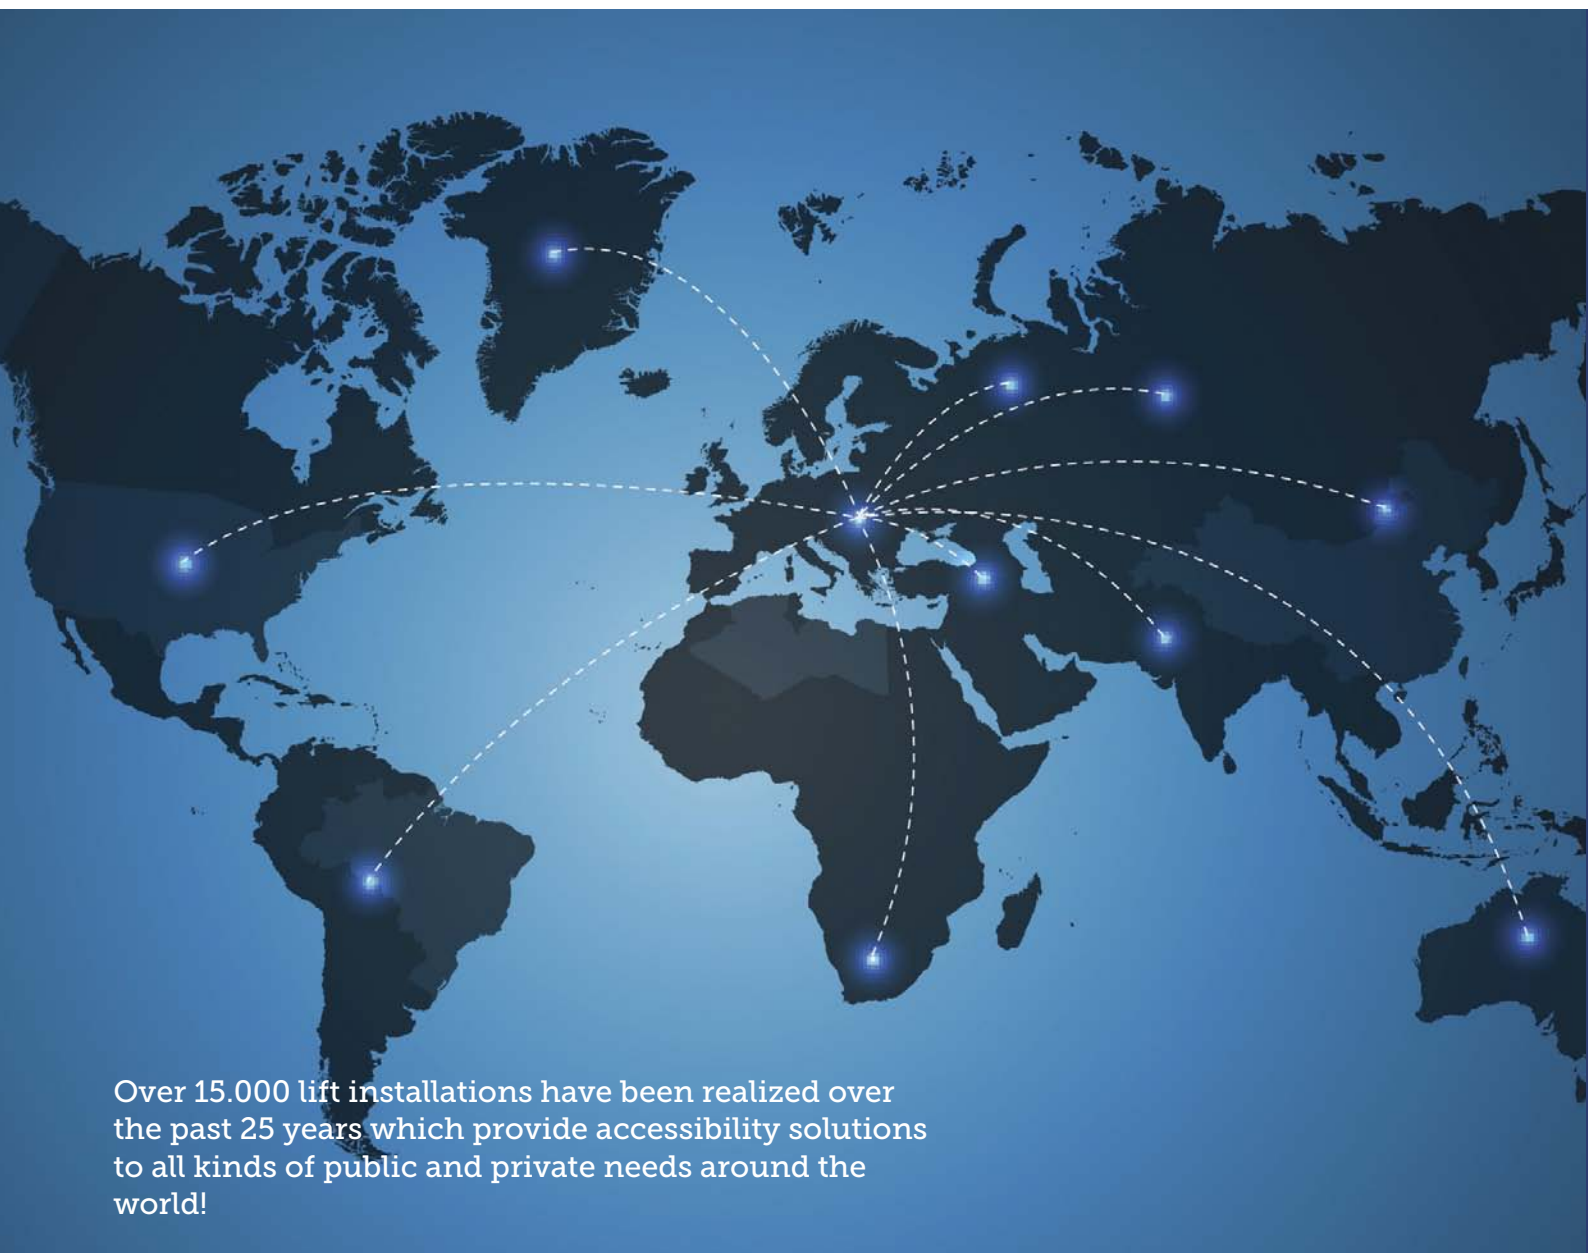 Over 15.000 lift installations have been realized over
the past 25 years which provide accessibility solutions
to all kinds of public and private needs around the
world!